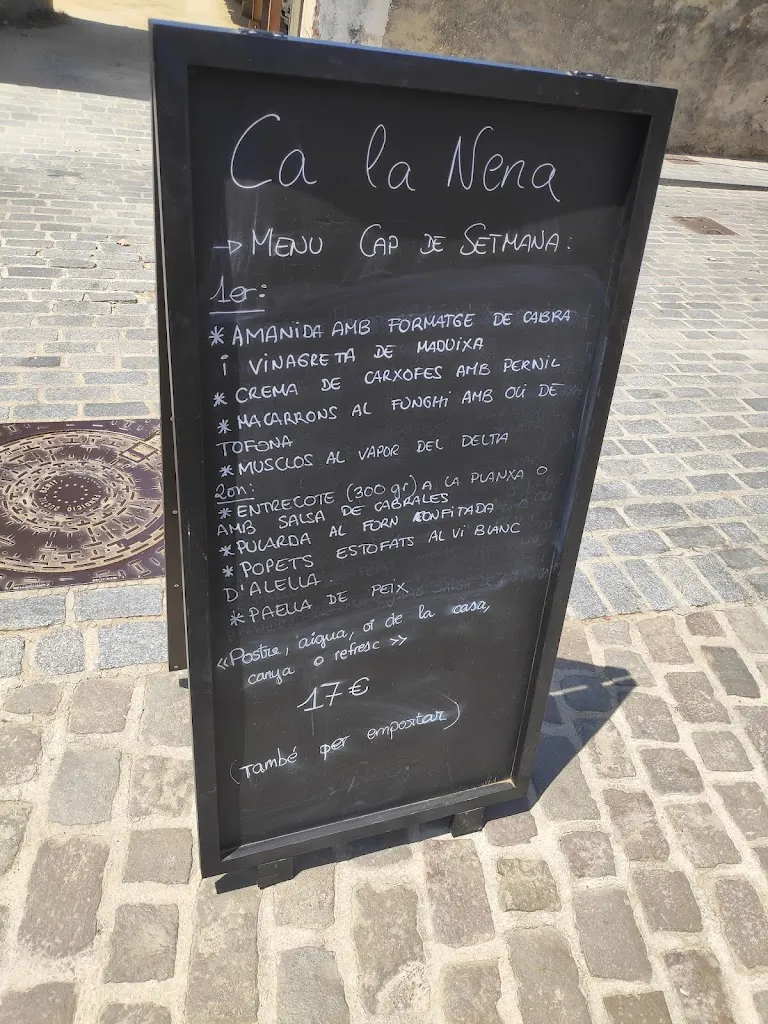 Ca la Nena
→ MENU CAP DE SETMANA:
1er:
* AMANIDA AMB FORMATGE DE CABRA
I VINAGRETA DE MADUIXA
* CREMA DE CARXOFES AMB PERNIL
* MACARRONS AL FUNGHI AMB OLI DE
TOFONA
* MUSCLOS AL VAPOR DEL DELTA
2on:
* ENTRECOTE (300 gr) A LA PLANXA O
AMB SALSA DE CABRALES
* PULARDA AL FORN CONFITADA
* POPETS ESTOFATS AL VI BLANC
D'ALELLA.
* PAELLA DE PEIX
«Postre, aigua, vi de la casa,
canya o refresc»
17€
(També per emportar)